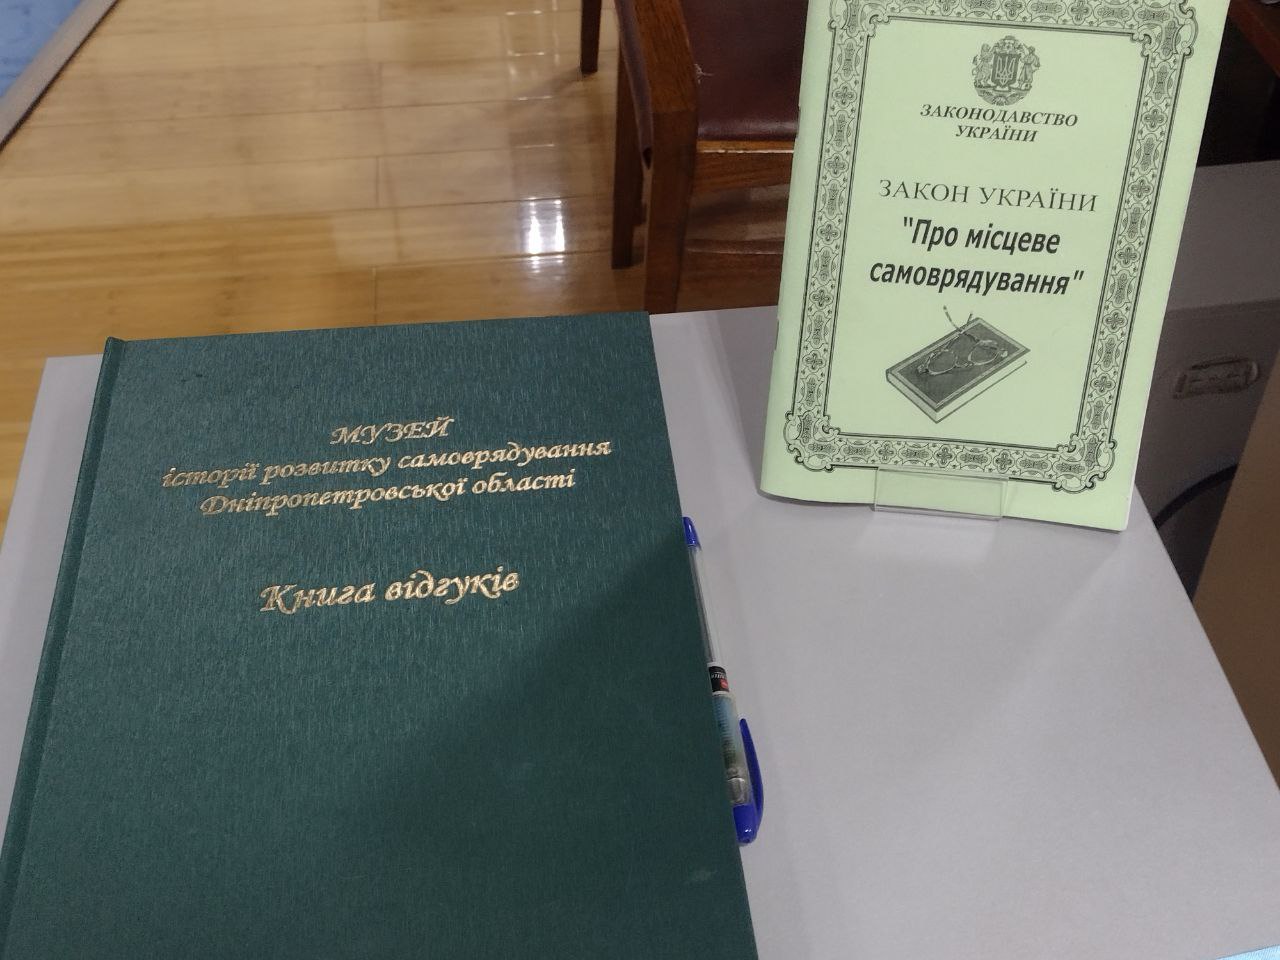 МУЗЕЙ
історії розвитку самоврядування
Дніпропетровської області
Книга відгуків
ЗАКОНОДАВСТВО
УКРАЇНИ
ЗАКОН УКРАЇНИ
"Про місцеве
самоврядування"